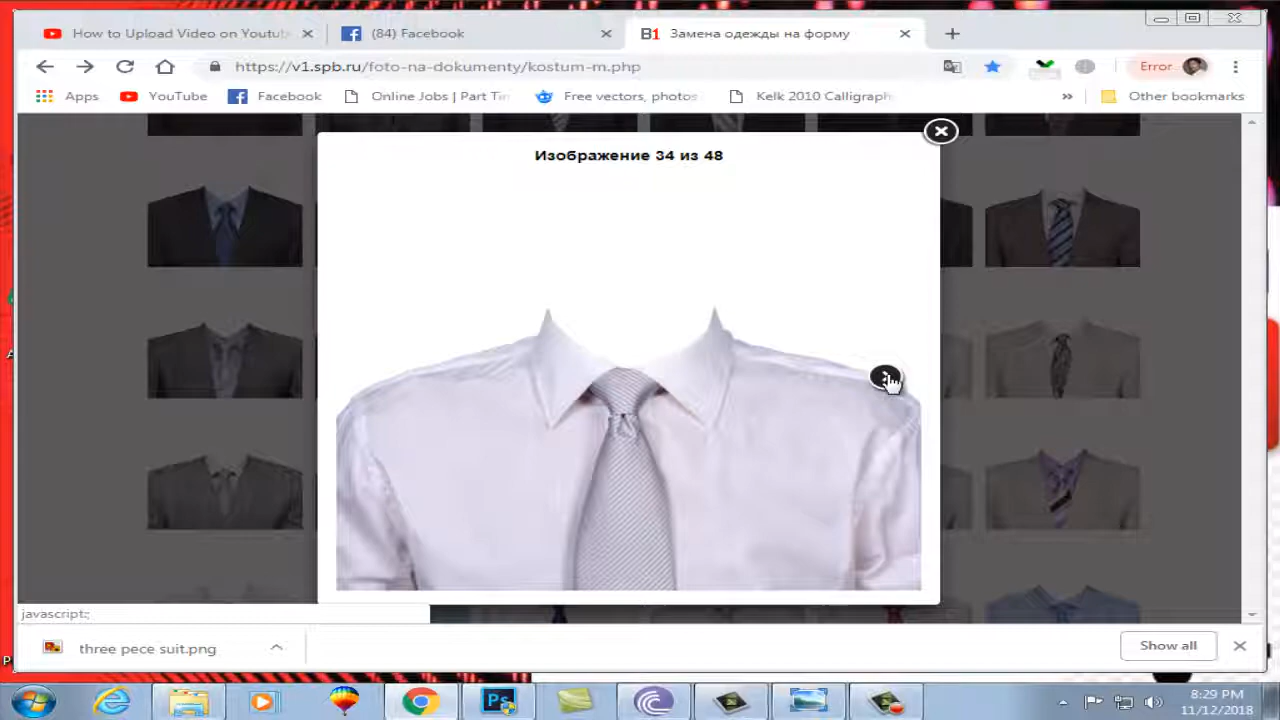 How to Upload Video on Youtub
(84) Facebook
B1 Замена одежды на форму
https://v1.spb.ru/foto-na-dokumenty/kostum-m.php
Error
Apps
YouTube
Facebook
Online Jobs | Part Tin
Free vectors, photos
Kelk 2010 Calligraph
»
Other bookmarks
Изображение 34 из 48
javascript:;
three pece suit.png
Show all
Ps
8:29 PM
11/12/2018